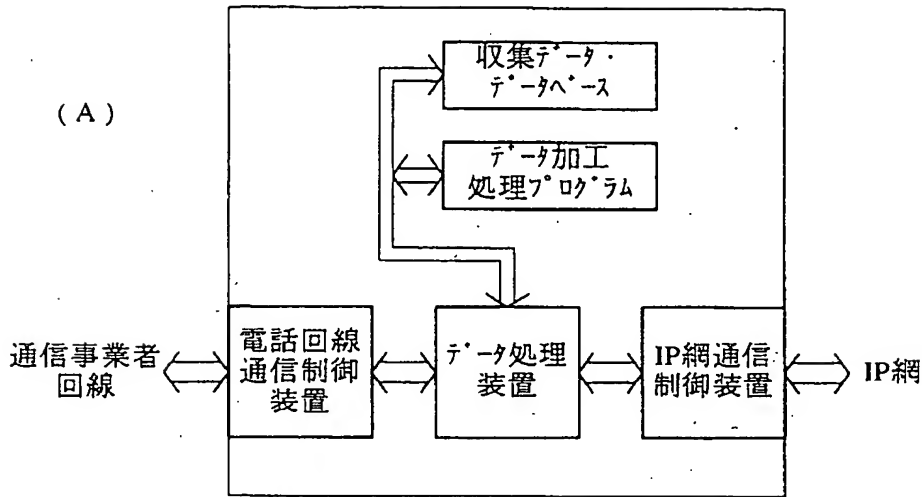 収集ﾃﾞｰﾀ・
ﾃﾞｰﾀﾍﾞｰｽ
(A)
ﾃﾞｰﾀ加工
処理ﾌﾟﾛｸﾞﾗﾑ
通信事業者
回線
電話回線
通信制御
装置
ﾃﾞｰﾀ処理
装置
IP網通信
制御装置
IP網